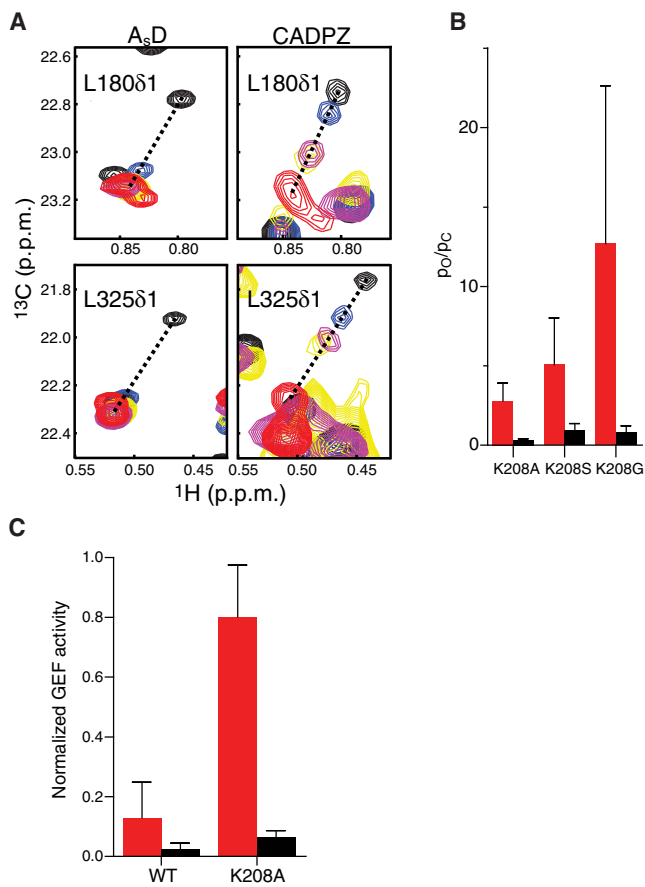 A
AₛD
CADPZ
L180δ1
L180δ1
22.6
22.8
23.0
23.2
0.85
0.80
0.85
0.80
L325δ1
L325δ1
21.8
22.0
22.2
22.4
0.55
0.50
0.45
0.55
0.50
0.45
¹³C (p.p.m.)
¹H (p.p.m.)
B
pO/pC
20
10
0
K208A
K208S
K208G
C
Normalized GEF activity
1.0
0.8
0.6
0.4
0.2
0.0
WT
K208A